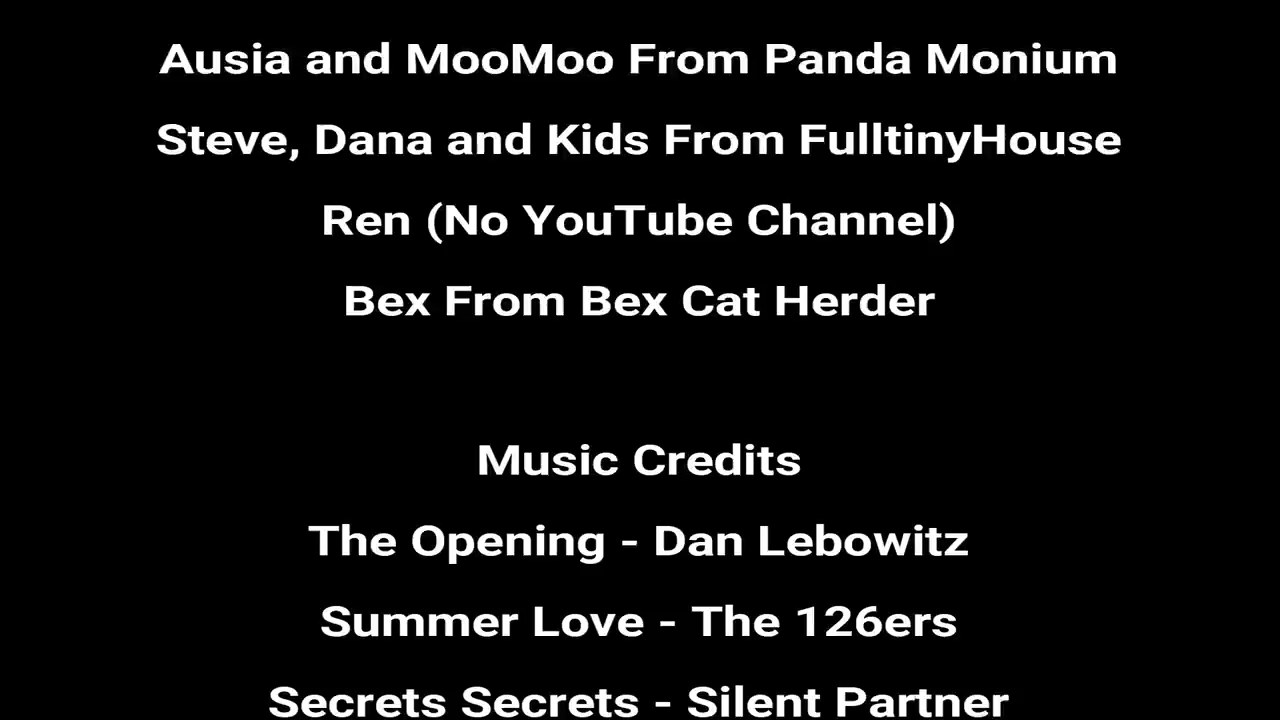 Ausia and MooMoo From Panda Monium
Steve, Dana and Kids From FulltinyHouse
Ren (No YouTube Channel)
Bex From Bex Cat Herder
Music Credits
The Opening - Dan Lebowitz
Summer Love - The 126ers
Secrets Secrets - Silent Partner